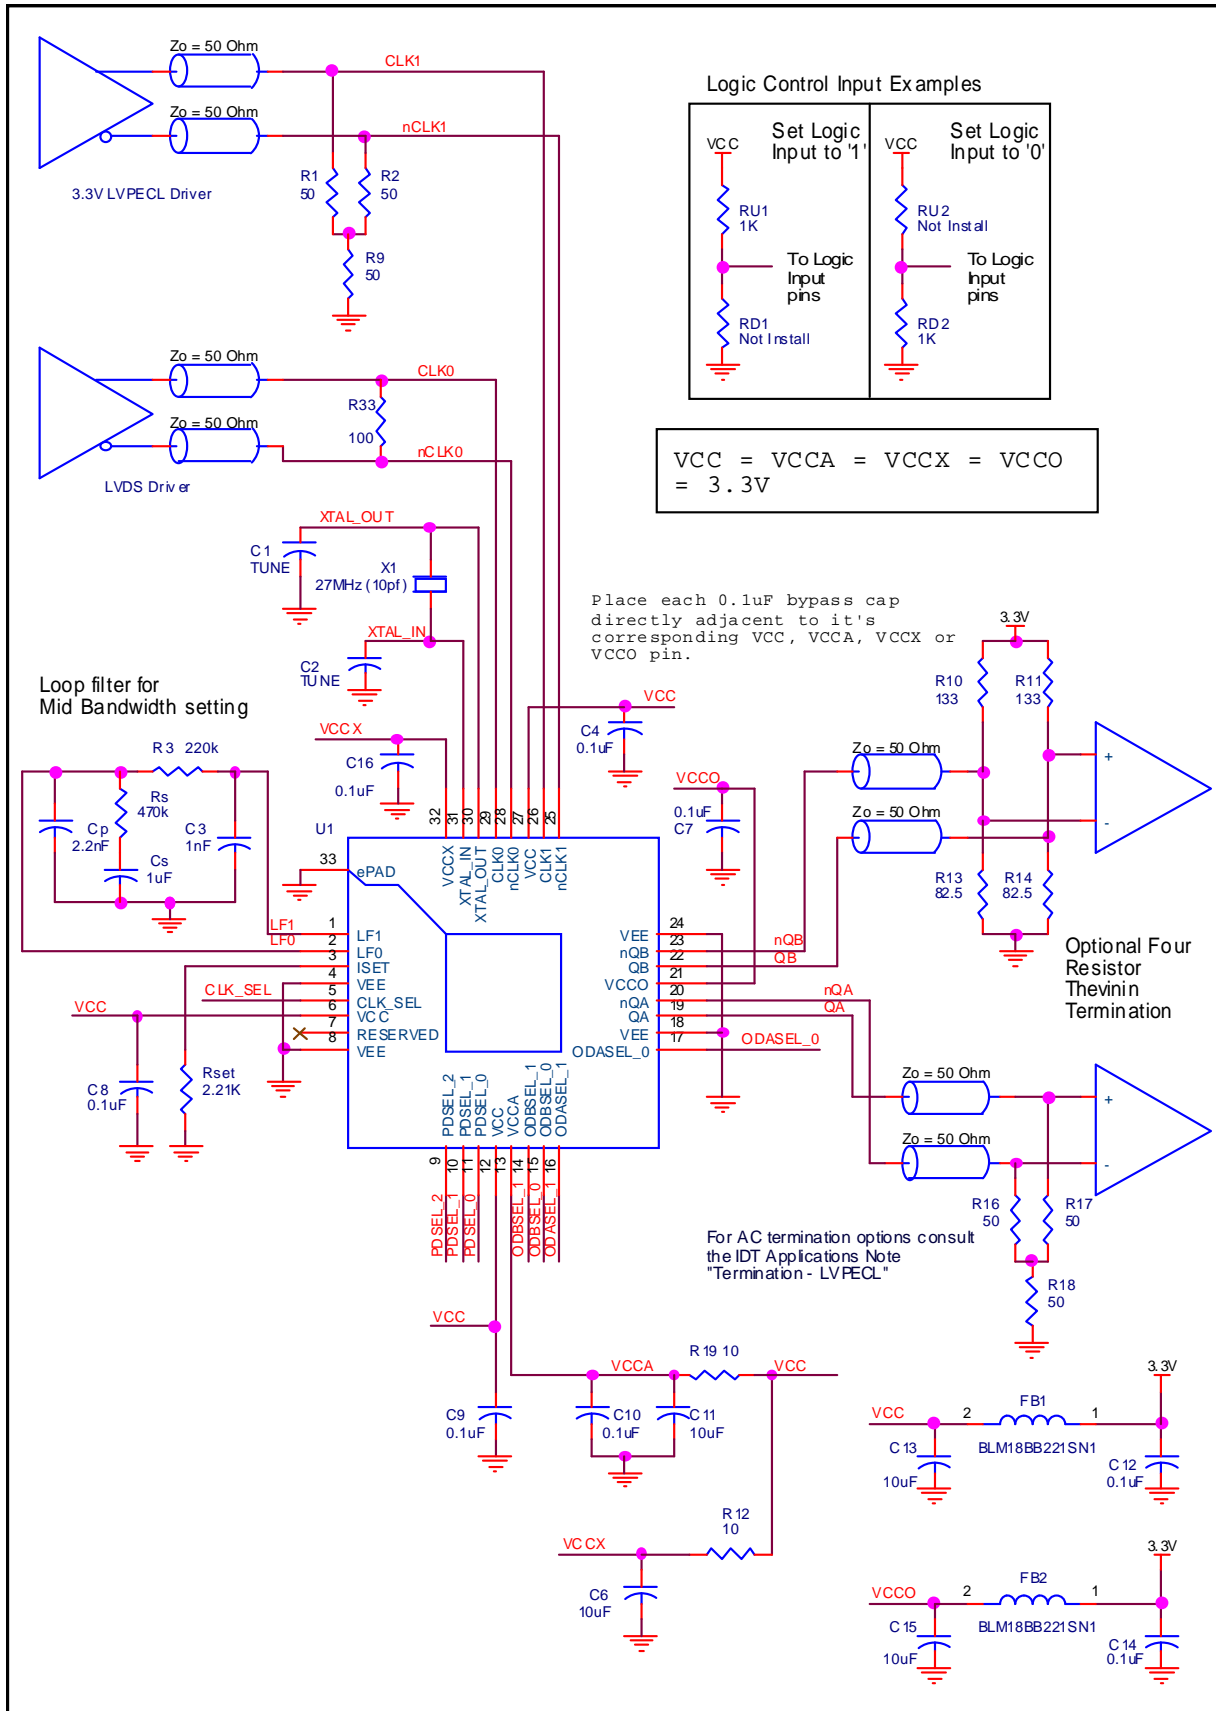 Zo = 50 Ohm
CLK1
Zo = 50 Ohm
nCLK1
3.3V LVPECL Driver
R1
50
R2
50
R9
50
Logic Control Input Examples
Set Logic
Input to '1'
VCC
RU1
1K
To Logic
Input
pins
RD1
Not Install
Set Logic
Input to '0'
VCC
RU2
Not Install
To Logic
Input
pins
RD2
1K
Zo = 50 Ohm
CLK0
R33
100
Zo = 50 Ohm
nCLK0
LVDS Driver
VCC = VCCA = VCCX = VCCO
= 3.3V
XTAL_OUT
C1
TUNE
X1
27MHz (10pf)
XTAL_IN
C2
TUNE
Place each 0.1uF bypass cap
directly adjacent to it's
corresponding VCC, VCCA, VCCX or
VCCO pin.
Loop filter for
Mid Bandwidth setting
R3 220k
Rs
470k
Cp
2.2nF
Cs
1uF
C3
1nF
VCCX
C16
0.1uF
VCC
C4
0.1uF
VCCO
0.1uF
C7
3.3V
R10
133
R11
133
Zo = 50 Ohm
Zo = 50 Ohm
+
-
R13
82.5
R14
82.5
Optional Four
Resistor
Thevinin
Termination
U1
32
31
30
29
28
27
26
25
VCCX
XTAL_IN
XTAL_OUT
CLK0
nCLK0
VCC
CLK1
nCLK1
33
ePAD
LF1
LF0
1
2
3
4
5
6
7
8
LF1
LF0
ISET
VEE
CLK_SEL
VCC
RESERVED
VEE
CLK_SEL
VCC
C8
0.1uF
Rset
2.21K
24
23
22
21
20
19
18
17
VEE
nQB
QB
VCCO
nQA
QA
VEE
ODASEL_0
nQB
QB
nQA
QA
ODASEL_0
PDSEL_2
PDSEL_1
PDSEL_0
VCC
VCCA
ODBSEL_1
ODBSEL_0
ODASEL_1
9
10
11
12
13
14
15
16
PDSEL_2
PDSEL_1
PDSEL_0
ODBSEL_1
ODBSEL_0
ODASEL_1
Zo = 50 Ohm
Zo = 50 Ohm
+
-
R16
50
R17
50
R18
50
For AC termination options consult
the IDT Applications Note
"Termination - LVPECL"
VCC
C9
0.1uF
VCCA
R19 10
VCC
C10
0.1uF
C11
10uF
R12
10
VCCX
C6
10uF
3.3V
VCC
2
FB1
1
BLM18BB221SN1
C13
10uF
C12
0.1uF
3.3V
VCCO
2
FB2
1
BLM18BB221SN1
C15
10uF
C14
0.1uF